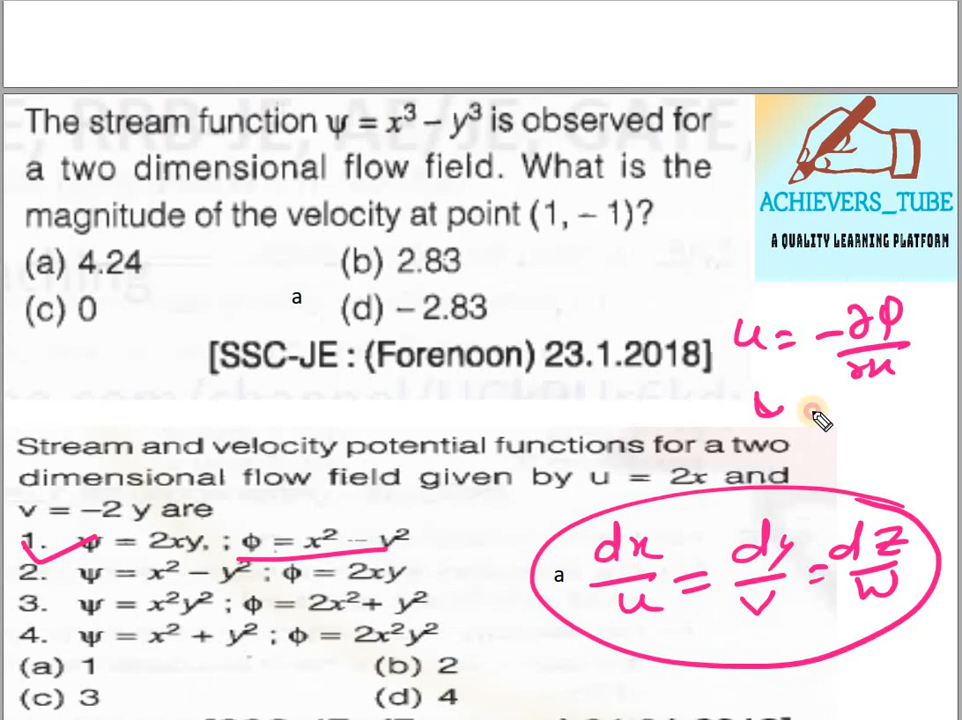 The stream function ψ = x³ – y³ is observed for
a two dimensional flow field. What is the
magnitude of the velocity at point (1, – 1)?
(a) 4.24 (b) 2.83
(c) 0 a (d) – 2.83
[SSC-JE : (Forenoon) 23.1.2018]
ACHIEVERS_TUBE
A QUALITY LEARNING PLATFORM
u = -∂φ/∂x
v
Stream and velocity potential functions for a two
dimensional flow field given by u = 2x and
v = −2 y are
1. ψ = 2xy, ; ϕ = x² − y²
2. ψ = x² − y² ; ϕ = 2xy
3. ψ = x²y² ; ϕ = 2x²+ y²
4. ψ = x² + y² ; ϕ = 2x²y²
(a) 1 (b) 2
(c) 3 (d) 4
a
dx/u = dy/v = dz/w